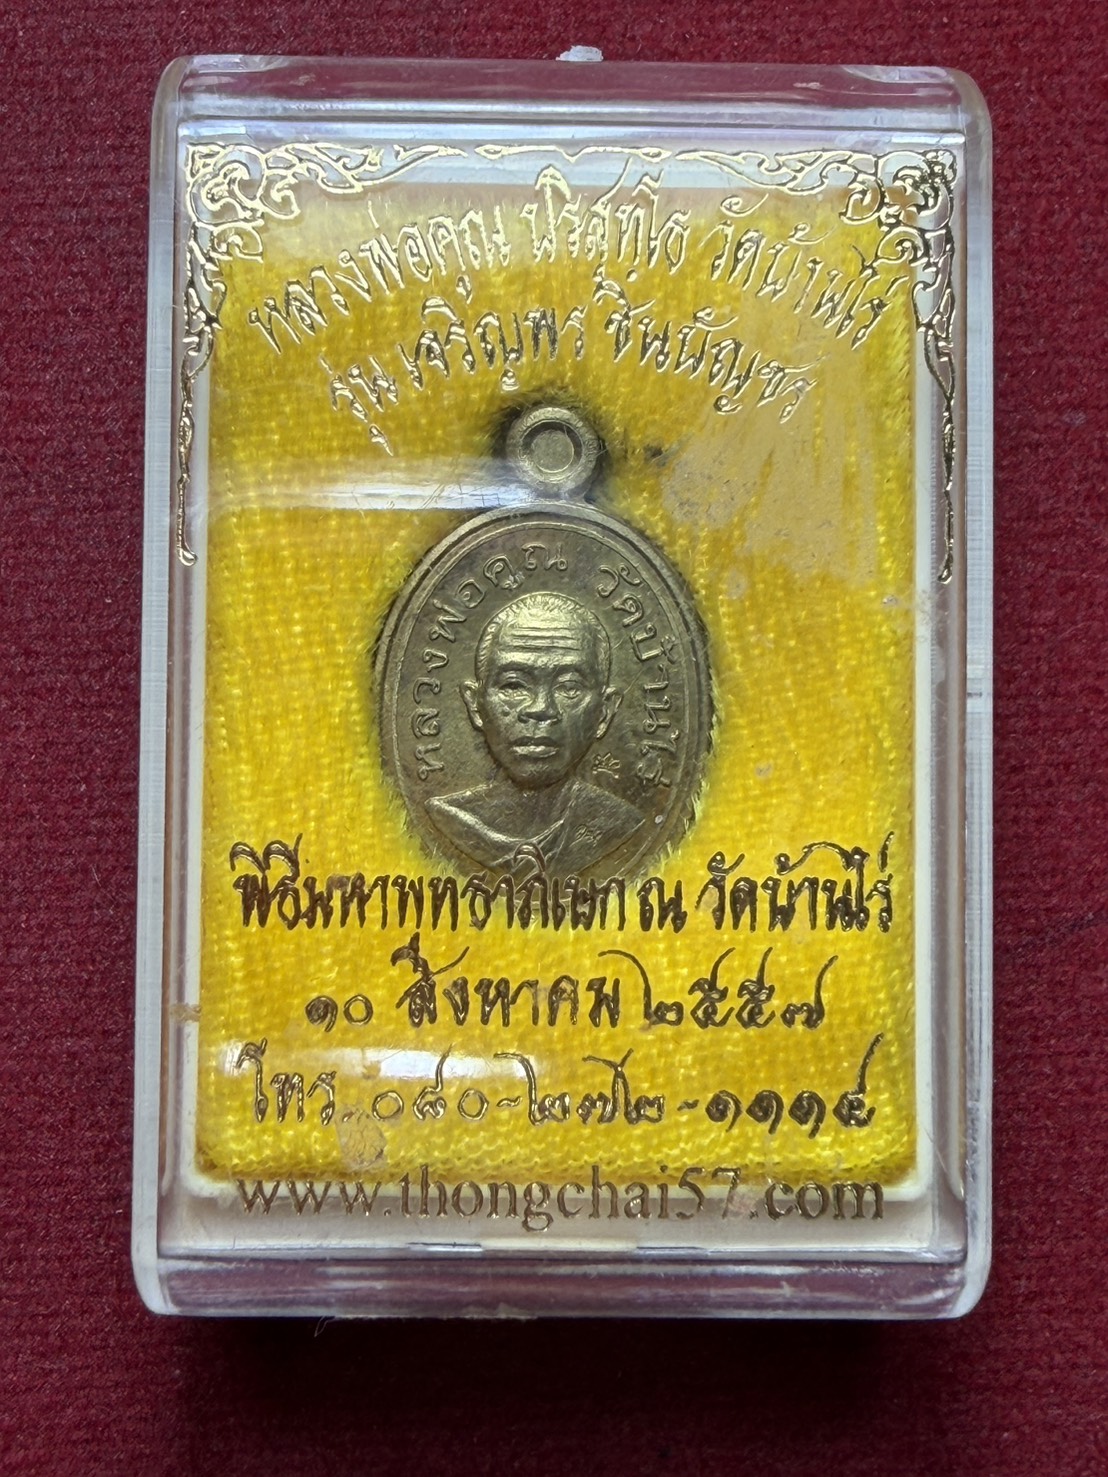 หลวงพ่อคูณ ปริสุทฺโธ วัดบ้านไร่
รุ่น เจริญพร ชินบัญชร
หลวงพ่อคูณ วัดบ้านไร่
พิธีมหาพุทธาภิเษก ณ วัดบ้านไร่
๑๐ สิงหาคม ๒๕๕๗
โทร. ๐๘๐-๒๗๒-๑๑๑๕
www.thongchai57.com